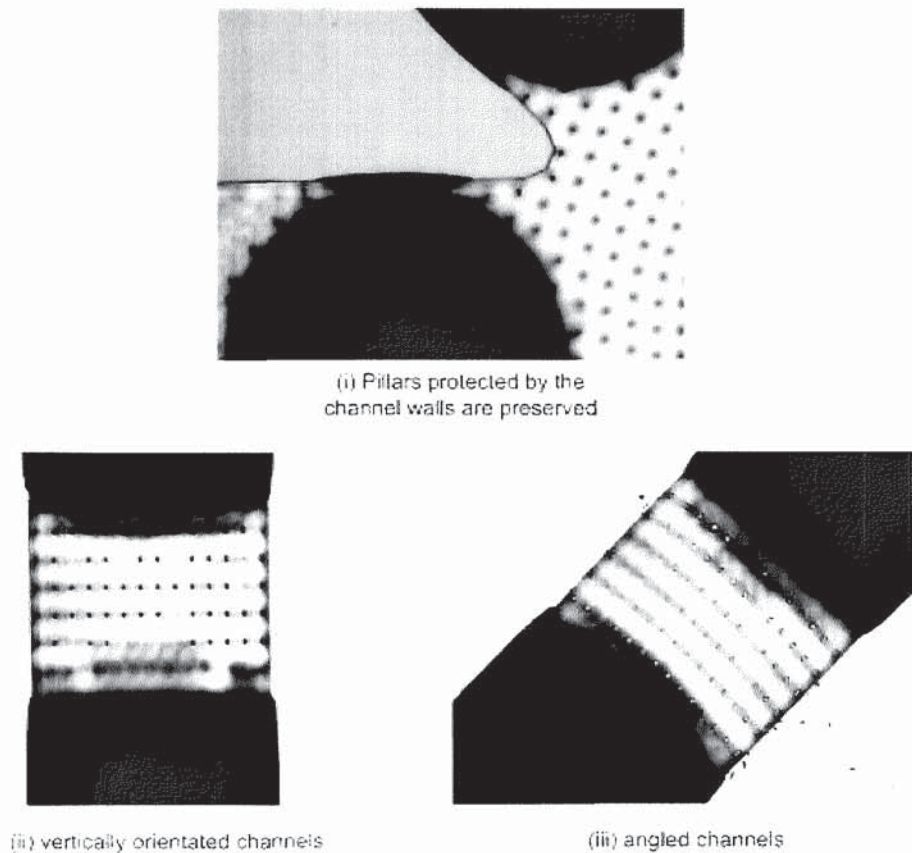 (i) Pillars protected by the
channel walls are preserved
(ii) vertically orientated channels
(iii) angled channels